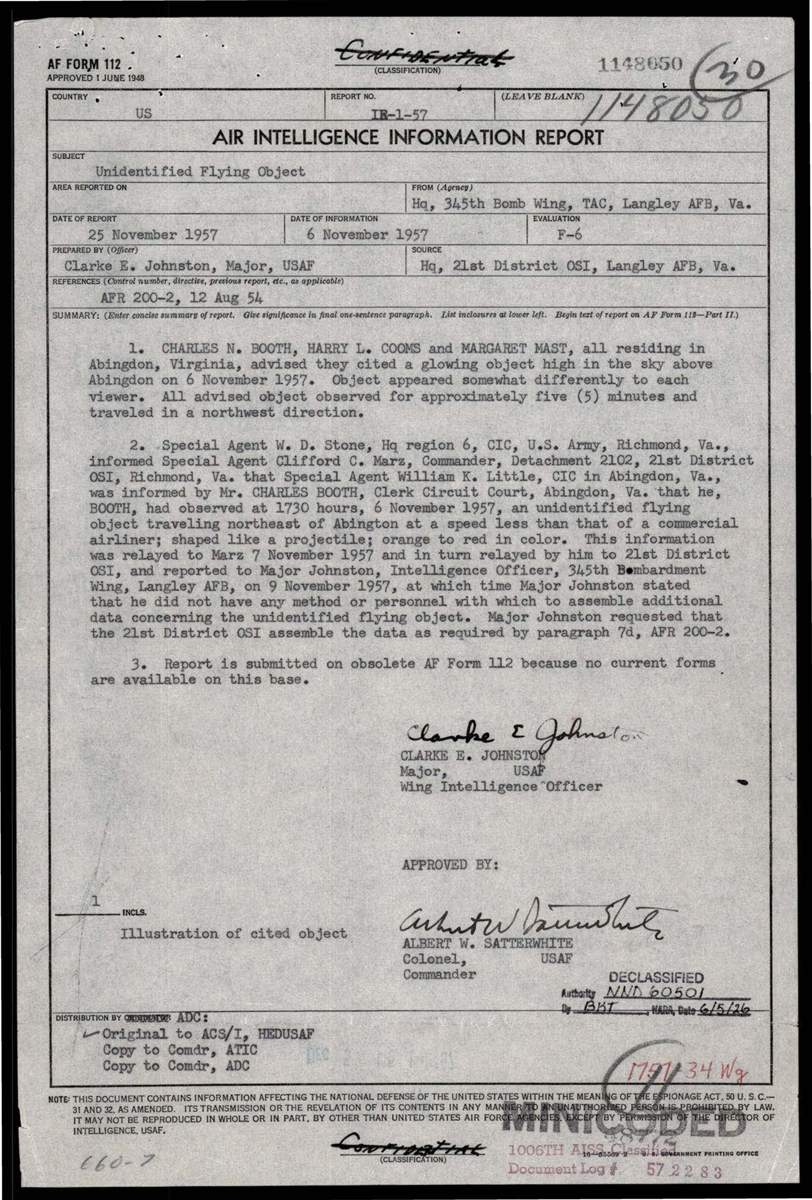 CONFIDENTIAL
(CLASSIFICATION)
AF FORM 112
APPROVED 1 JUNE 1948
1148050
30
COUNTRY
US
REPORT NO.
IR-1-57
(LEAVE BLANK)
1148050
AIR INTELLIGENCE INFORMATION REPORT
SUBJECT
Unidentified Flying Object
AREA REPORTED ON
FROM (Agency)
Hq, 345th Bomb Wing, TAC, Langley AFB, Va.
DATE OF REPORT
25 November 1957
DATE OF INFORMATION
6 November 1957
EVALUATION
F-6
PREPARED BY (Officer)
Clarke E. Johnston, Major, USAF
SOURCE
Hq, 21st District OSI, Langley AFB, Va.
REFERENCES (Control number, directive, previous report, etc., as applicable)
AFR 200-2, 12 Aug 54
SUMMARY: (Enter concise summary of report. Give significance in final one-sentence paragraph. List inclosures at lower left. Begin text of report on AF Form 112—Part II.)
1. CHARLES N. BOOTH, HARRY L. COOMS and MARGARET MAST, all residing in
Abingdon, Virginia, advised they cited a glowing object high in the sky above
Abingdon on 6 November 1957. Object appeared somewhat differently to each
viewer. All advised object observed for approximately five (5) minutes and
traveled in a northwest direction.
2. Special Agent W. D. Stone, Hq region 6, CIC, U.S. Army, Richmond, Va.,
informed Special Agent Clifford C. Marz, Commander, Detachment 2102, 21st District
OSI, Richmond, Va. that Special Agent William K. Little, CIC in Abingdon, Va.,
was informed by Mr. CHARLES BOOTH, Clerk Circuit Court, Abingdon, Va. that he,
BOOTH, had observed at 1730 hours, 6 November 1957, an unidentified flying
object traveling northeast of Abington at a speed less than that of a commercial
airliner; shaped like a projectile; orange to red in color. This information
was relayed to Marz 7 November 1957 and in turn relayed by him to 21st District
OSI, and reported to Major Johnston, Intelligence Officer, 345th Bombardment
Wing, Langley AFB, on 9 November 1957, at which time Major Johnston stated
that he did not have any method or personnel with which to assemble additional
data concerning the unidentified flying object. Major Johnston requested that
the 21st District OSI assemble the data as required by paragraph 7d, AFR 200-2.
3. Report is submitted on obsolete AF Form 112 because no current forms
are available on this base.
Clarke E Johnston
CLARKE E. JOHNSTON
Major, USAF
Wing Intelligence Officer
APPROVED BY:
1 INCLS.
Illustration of cited object
Albert W Satterwhite
ALBERT W. SATTERWHITE
Colonel, USAF
Commander
DECLASSIFIED
Authority NND 60501
By BKT, NARA, Date 6/5/26
DISTRIBUTION BY ADC:
Original to ACS/I, HEDUSAF
Copy to Comdr, ATIC
Copy to Comdr, ADC
1757-34 Wg
NOTE: THIS DOCUMENT CONTAINS INFORMATION AFFECTING THE NATIONAL DEFENSE OF THE UNITED STATES WITHIN THE MEANING OF THE ESPIONAGE ACT, 50 U. S. C.—
31 AND 32, AS AMENDED. ITS TRANSMISSION OR THE REVELATION OF ITS CONTENTS IN ANY MANNER TO AN UNAUTHORIZED PERSON IS PROHIBITED BY LAW.
IT MAY NOT BE REPRODUCED IN WHOLE OR IN PART, BY OTHER THAN UNITED STATES AIR FORCE AGENCIES, EXCEPT BY PERMISSION OF THE DIRECTOR OF
INTELLIGENCE, USAF.
MINICODED
CONFIDENTIAL
(CLASSIFICATION)
U. S. GOVERNMENT PRINTING OFFICE
1006TH AISS Classified
Document Log # 572283
660-7